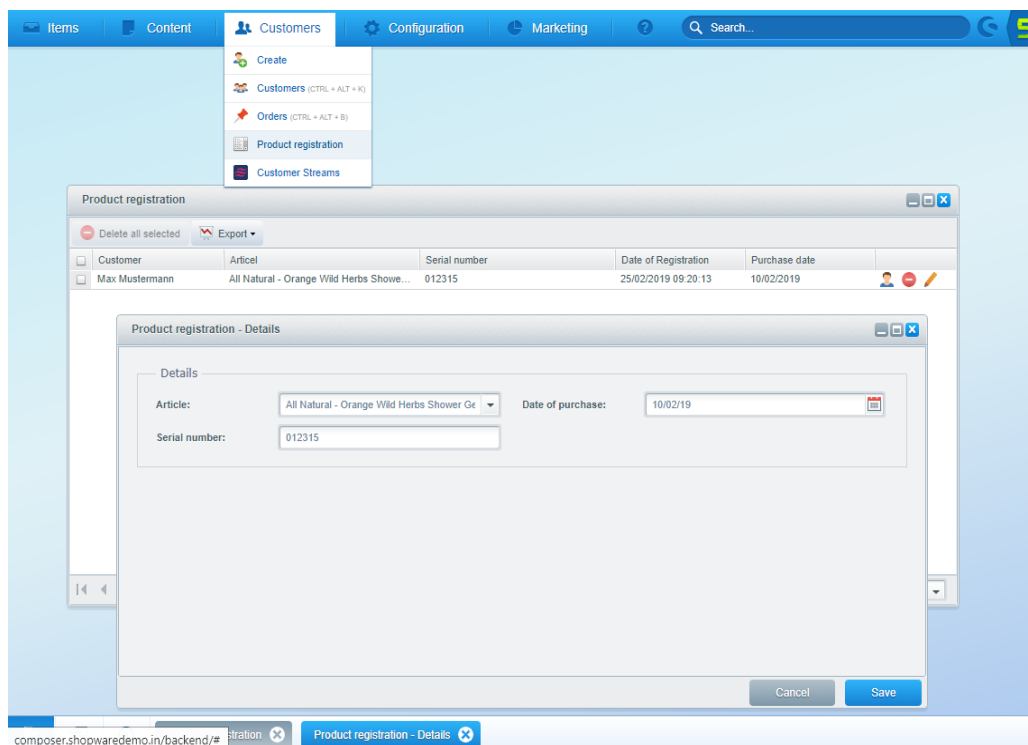 Items Content Customers Configuration Marketing Search...
Create
Customers (CTRL + ALT + K)
Orders (CTRL + ALT + B)
Product registration
Customer Streams
Product registration
Delete all selected Export
Customer Articel Serial number Date of Registration Purchase date
Max Mustermann All Natural - Orange Wild Herbs Showe... 012315 25/02/2019 09:20:13 10/02/2019
Product registration - Details
Details
Article: All Natural - Orange Wild Herbs Shower Ge Date of purchase: 10/02/19
Serial number: 012315
Cancel Save
composer.shopwaredemo.in/backend/# stration Product registration - Details